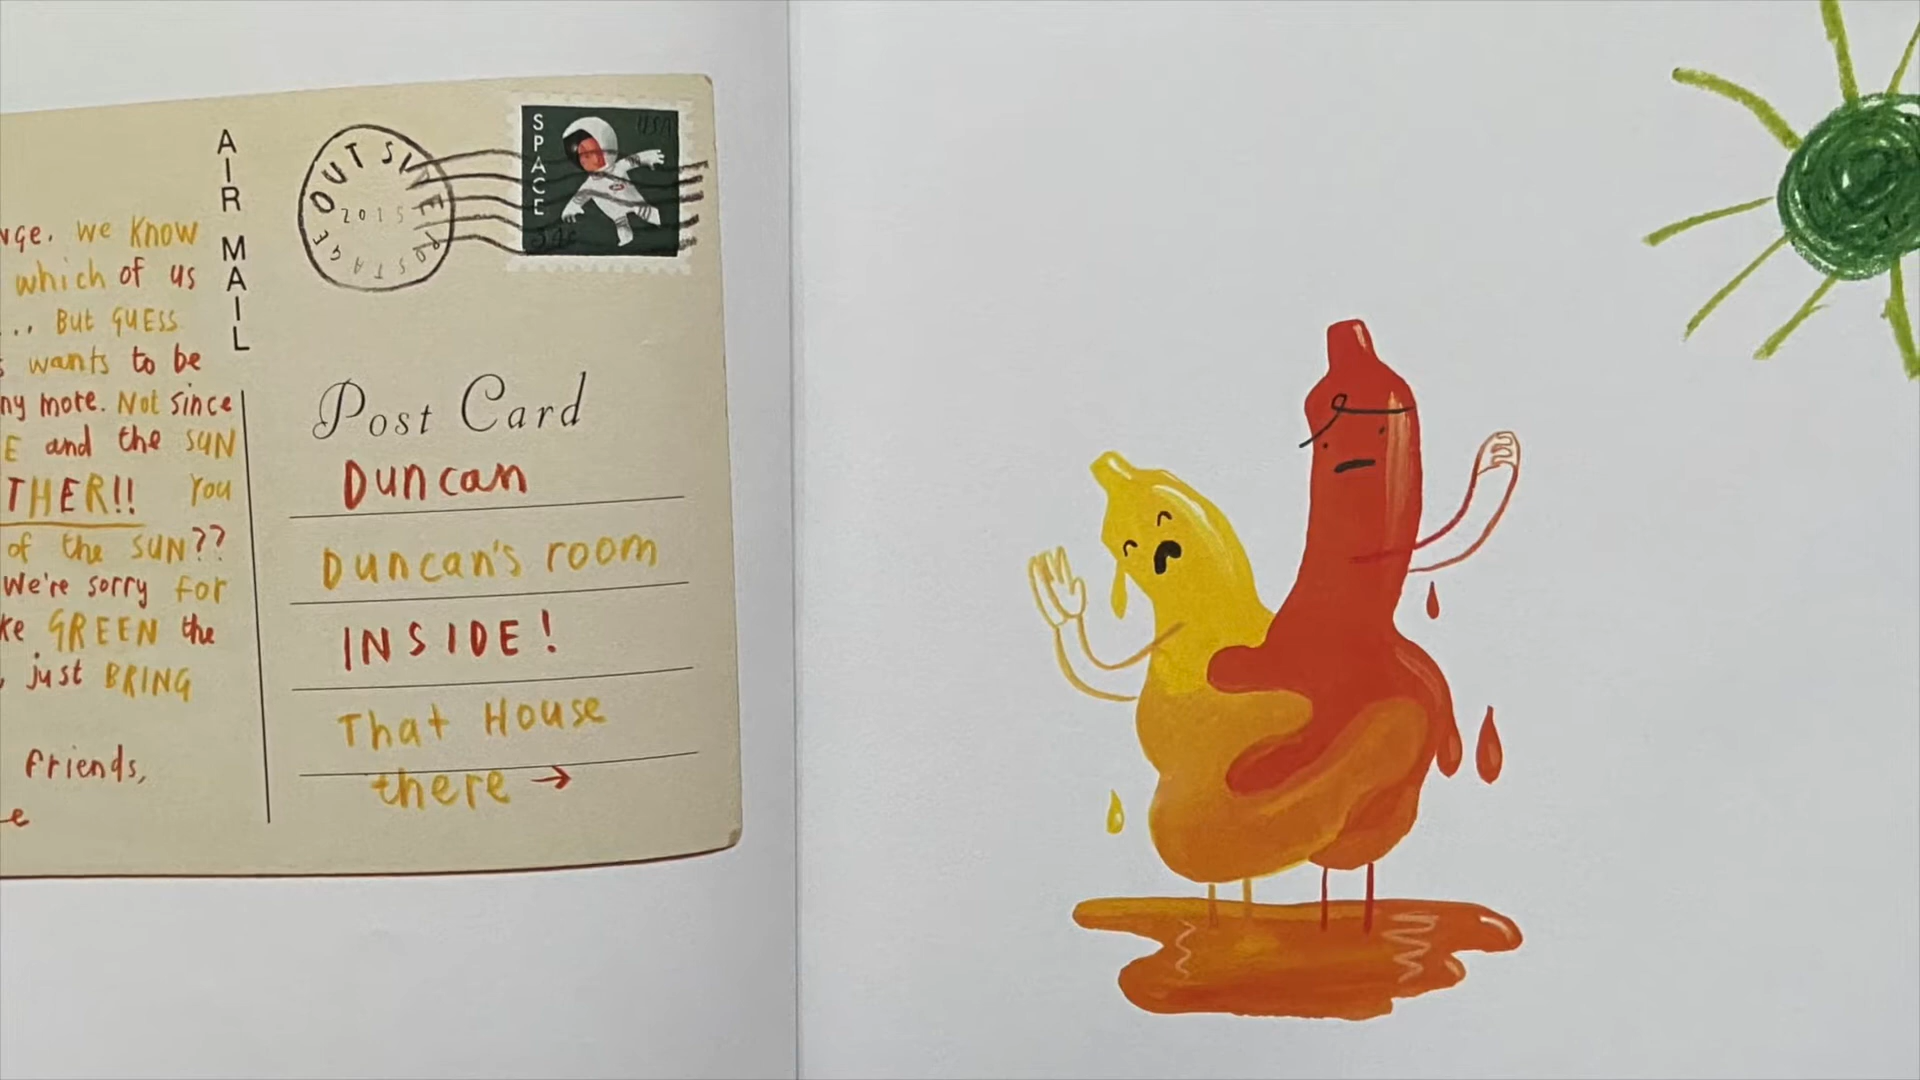 nge. we know
which of us
... But guess
wants to be
ny more. Not since
E and the SUN
THER!! You
of the SUN??
We're sorry for
ke GREEN the
, just BRING
friends,
e
AIR MAIL
OUTSIDE POSTAGE
2015
SPACE
USA
Post Card
Duncan
Duncan's room
INSIDE!
That House
there →